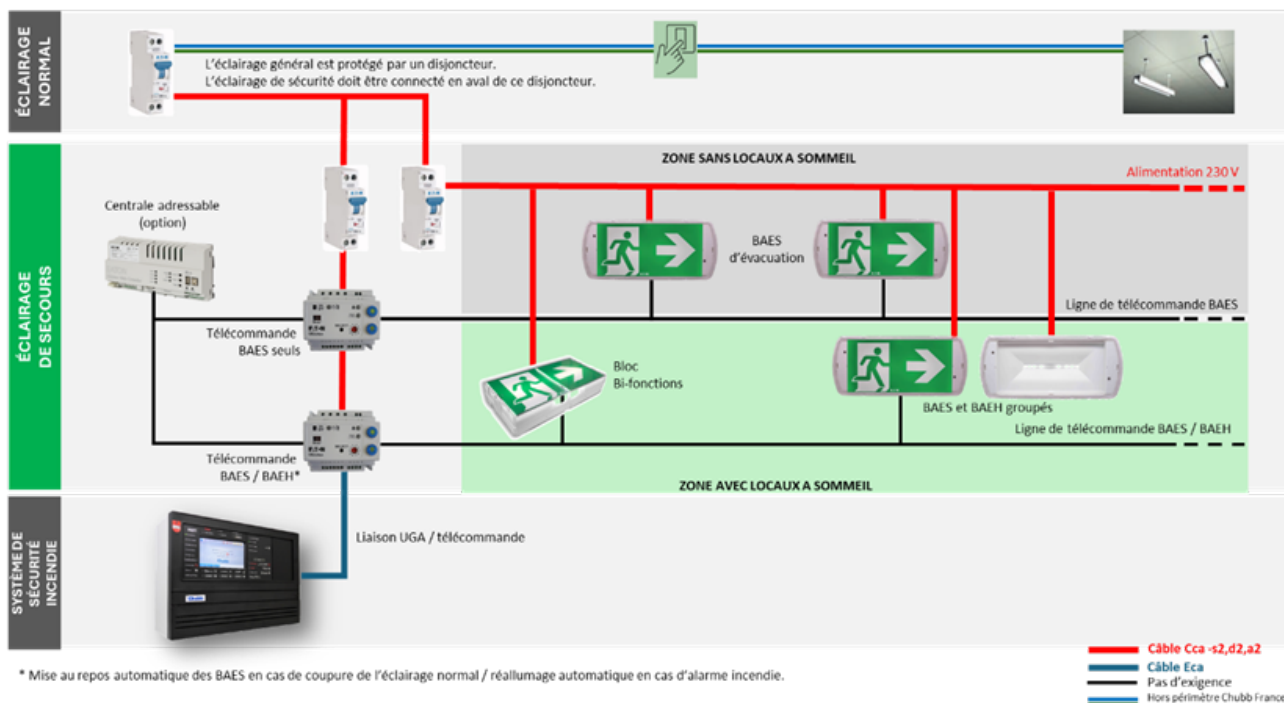 ÉCLAIRAGE
NORMAL
L'éclairage général est protégé par un disjoncteur.
L'éclairage de sécurité doit être connecté en aval de ce disjoncteur.
ÉCLAIRAGE
DE SECOURS
ZONE SANS LOCAUX A SOMMEIL
Alimentation 230 V
Centrale adressable
(option)
BAES
d'évacuation
Ligne de télécommande BAES
Télécommande
BAES seuls
Bloc
Bi-fonctions
BAES et BAEH groupés
Ligne de télécommande BAES / BAEH
Télécommande
BAES / BAEH*
ZONE AVEC LOCAUX A SOMMEIL
SYSTÈME DE
SÉCURITÉ
INCENDIE
Liaison UGA / télécommande
Chubb
* Mise au repos automatique des BAES en cas de coupure de l'éclairage normal / réallumage automatique en cas d'alarme incendie.
Câble Cca -s2,d2,a2
Câble Eca
Pas d'exigence
Hors périmètre Chubb France